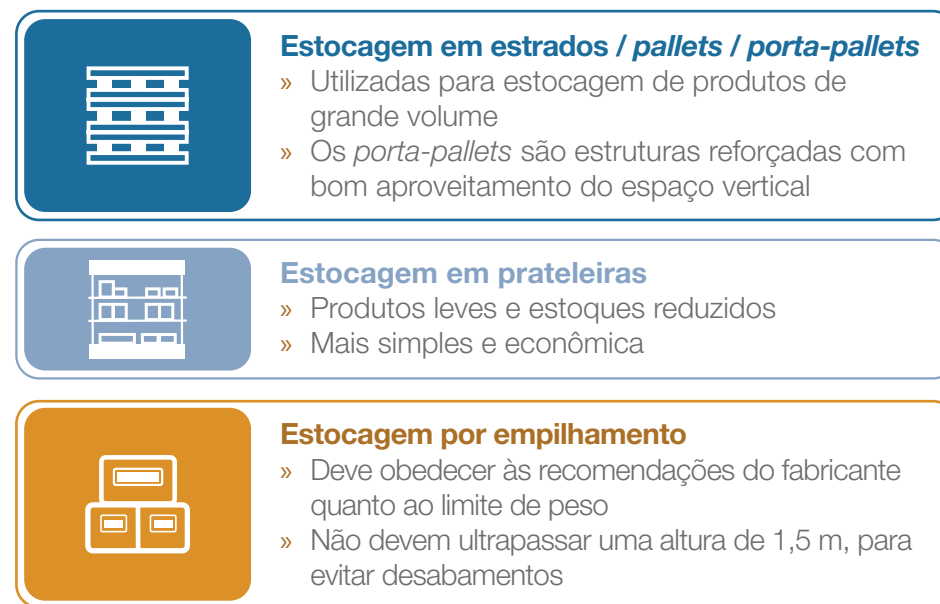 Estocagem em estrados / pallets / porta-pallets
» Utilizadas para estocagem de produtos de
grande volume
» Os porta-pallets são estruturas reforçadas com
bom aproveitamento do espaço vertical
Estocagem em prateleiras
» Produtos leves e estoques reduzidos
» Mais simples e econômica
Estocagem por empilhamento
» Deve obedecer às recomendações do fabricante
quanto ao limite de peso
» Não devem ultrapassar uma altura de 1,5 m, para
evitar desabamentos